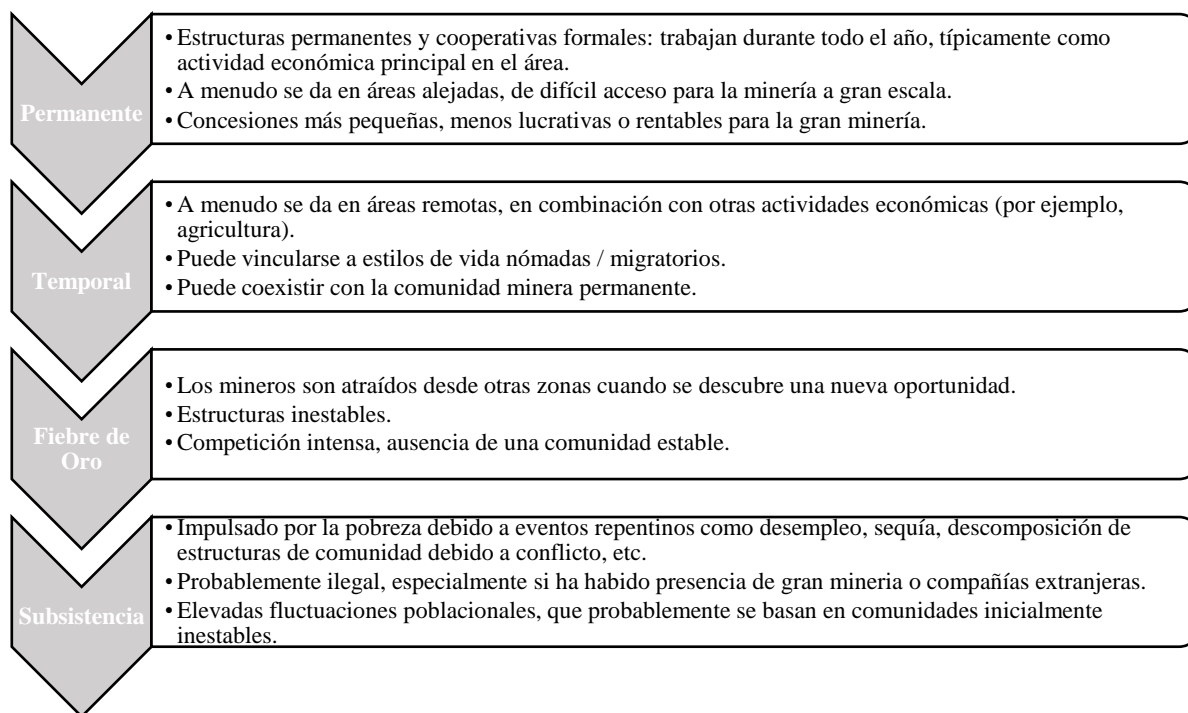 Permanente
• Estructuras permanentes y cooperativas formales: trabajan durante todo el año, típicamente como
actividad económica principal en el área.
• A menudo se da en áreas alejadas, de difícil acceso para la minería a gran escala.
• Concesiones más pequeñas, menos lucrativas o rentables para la gran minería.
Temporal
• A menudo se da en áreas remotas, en combinación con otras actividades económicas (por ejemplo,
agricultura).
• Puede vincularse a estilos de vida nómadas / migratorios.
• Puede coexistir con la comunidad minera permanente.
Fiebre de
Oro
• Los mineros son atraídos desde otras zonas cuando se descubre una nueva oportunidad.
• Estructuras inestables.
• Competición intensa, ausencia de una comunidad estable.
Subsistencia
• Impulsado por la pobreza debido a eventos repentinos como desempleo, sequía, descomposición de
estructuras de comunidad debido a conflicto, etc.
• Probablemente ilegal, especialmente si ha habido presencia de gran mineria o compañías extranjeras.
• Elevadas fluctuaciones poblacionales, que probablemente se basan en comunidades inicialmente
inestables.